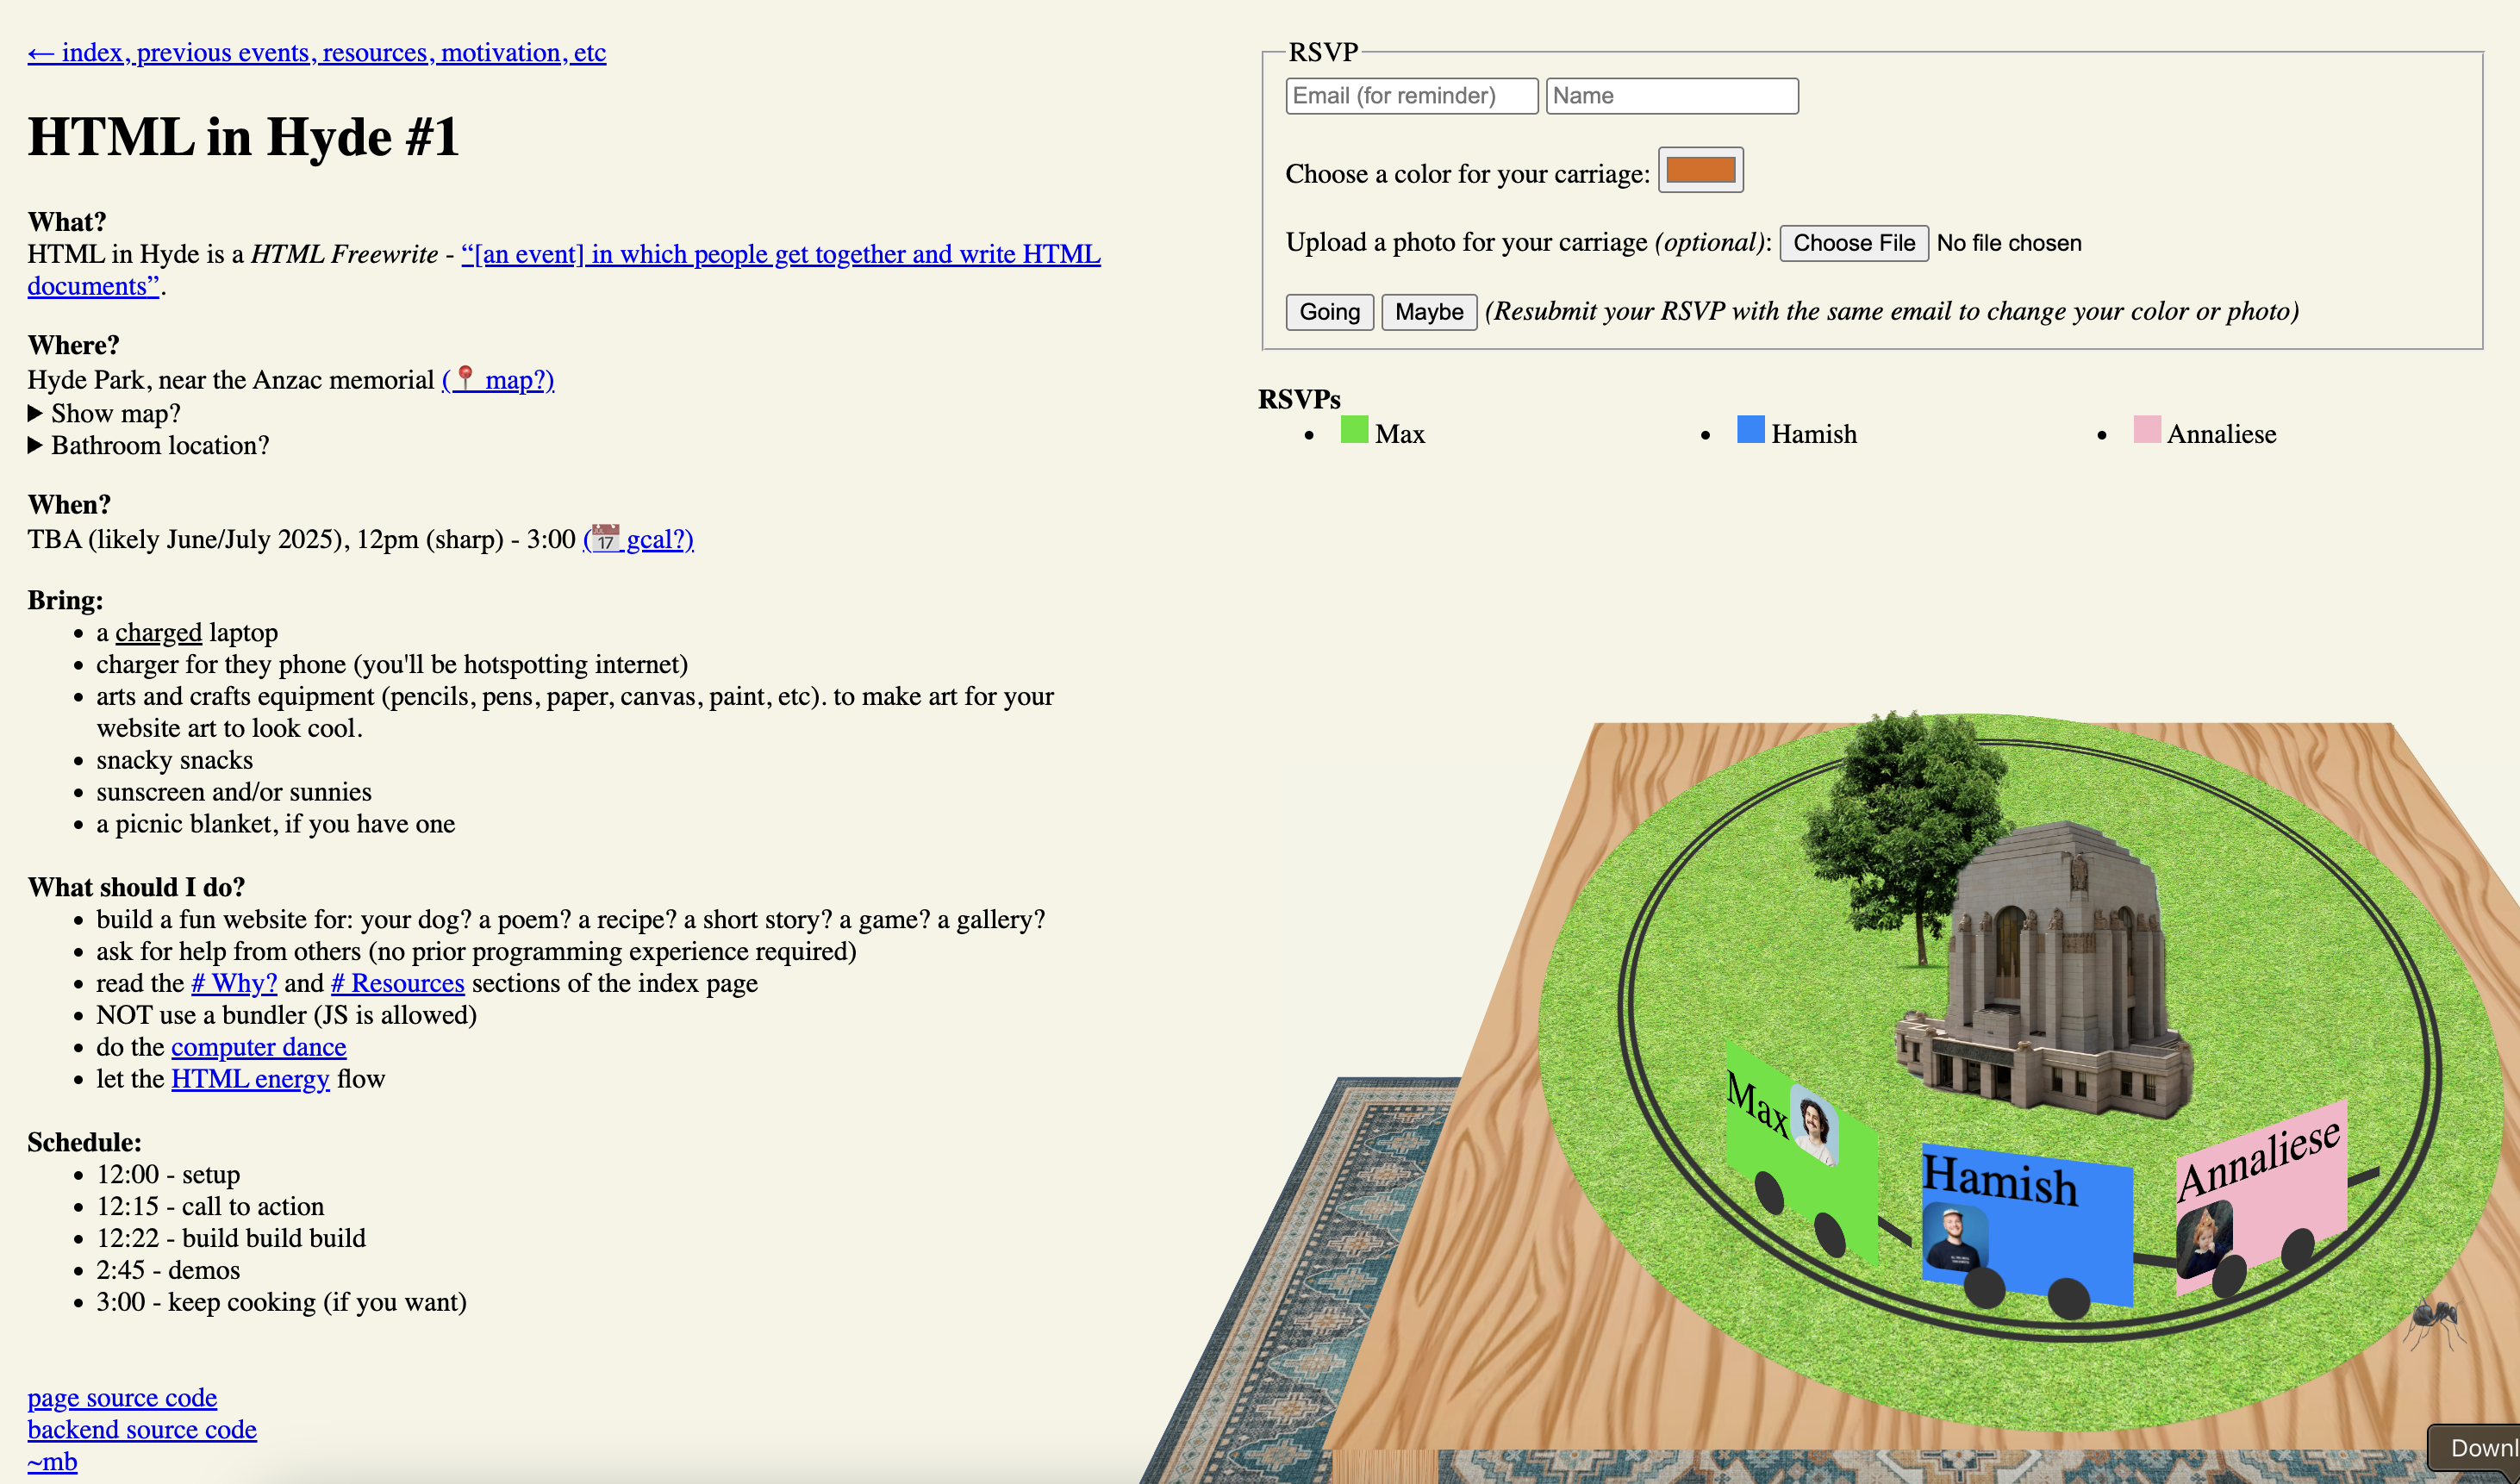 ← index, previous events, resources, motivation, etc
HTML in Hyde #1
What?
HTML in Hyde is a HTML Freewrite - “[an event] in which people get together and write HTML
documents”.
Where?
Hyde Park, near the Anzac memorial (📍 map?)
▶ Show map?
▶ Bathroom location?
When?
TBA (likely June/July 2025), 12pm (sharp) - 3:00 (📅 gcal?)
Bring:
• a charged laptop
• charger for they phone (you'll be hotspotting internet)
• arts and crafts equipment (pencils, pens, paper, canvas, paint, etc). to make art for your
website art to look cool.
• snacky snacks
• sunscreen and/or sunnies
• a picnic blanket, if you have one
What should I do?
• build a fun website for: your dog? a poem? a recipe? a short story? a game? a gallery?
• ask for help from others (no prior programming experience required)
• read the # Why? and # Resources sections of the index page
• NOT use a bundler (JS is allowed)
• do the computer dance
• let the HTML energy flow
Schedule:
• 12:00 - setup
• 12:15 - call to action
• 12:22 - build build build
• 2:45 - demos
• 3:00 - keep cooking (if you want)
page source code
backend source code
~mb
RSVP
Email (for reminder) Name
Choose a color for your carriage:
Upload a photo for your carriage (optional): Choose File No file chosen
Going Maybe (Resubmit your RSVP with the same email to change your color or photo)
RSVPs
• Max • Hamish • Annaliese
Max
Hamish
Annaliese
Downl